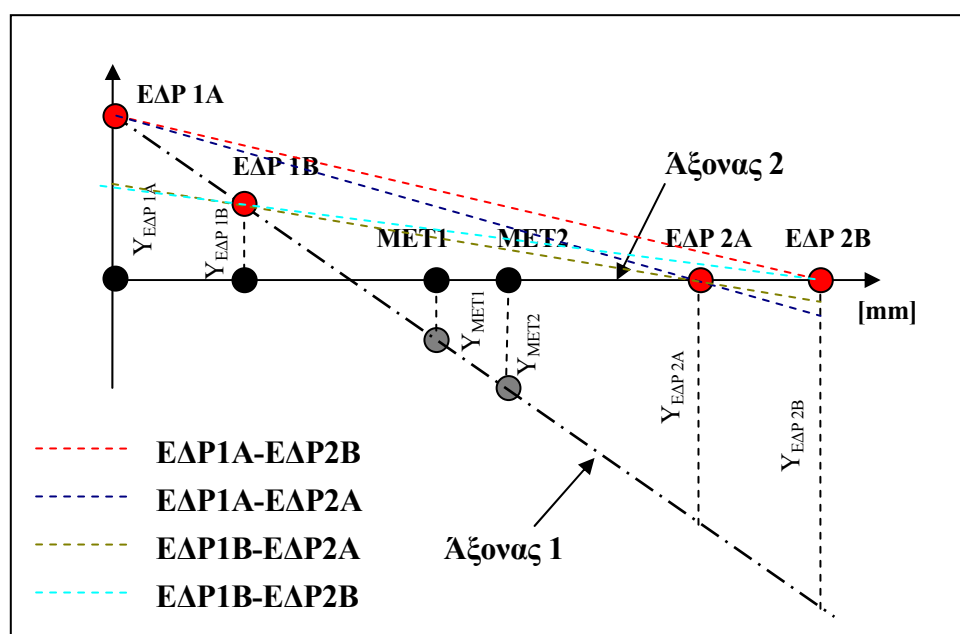 ΕΔΡ 1Α
ΕΔΡ 1Β
Άξονας 2
ΜΕΤ1
ΜΕΤ2
ΕΔΡ 2Α
ΕΔΡ 2Β
[mm]
Υ ΕΔΡ 1Α
Υ ΕΔΡ 1Β
Υ ΜΕΤ1
Υ ΜΕΤ2
Υ ΕΔΡ 2Α
Υ ΕΔΡ 2Β
ΕΔΡ1Α-ΕΔΡ2Β
ΕΔΡ1Α-ΕΔΡ2Α
ΕΔΡ1Β-ΕΔΡ2Α
ΕΔΡ1Β-ΕΔΡ2Β
Άξονας 1